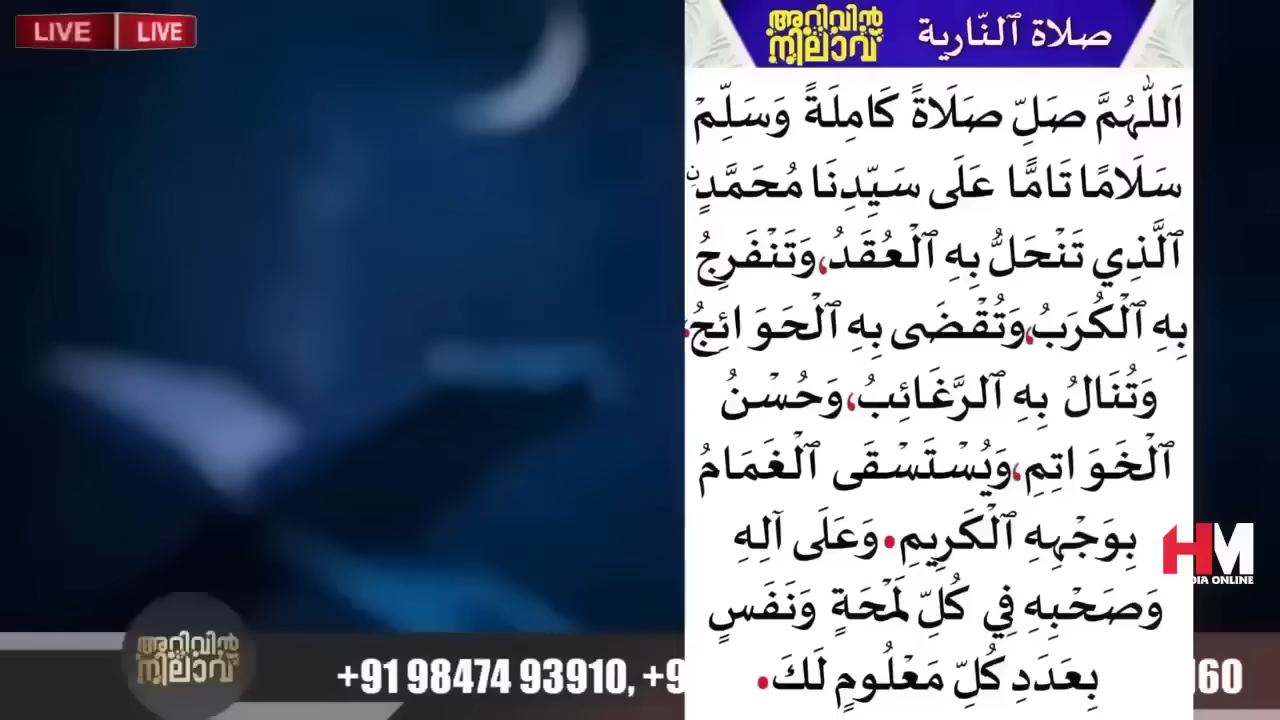 LIVE LIVE
അറിവിൻ
നിലാവ്
صلاة ٱلنّارية
اَللّٰهُمَّ صَلِّ صَلَاةً كَامِلَةً وَسَلِّمْ
سَلَامًا تَامًّا عَلَى سَيِّدِنَا مُحَمَّدٍۨ
ٱلَّذِي تَنْحَلُّ بِهِ ٱلْعُقَدُ،وَتَنْفَرِجُ
بِهِ ٱلْكُرَبُ،وَتُقْضَى بِهِ ٱلْحَوَائِجُ،
وَتُنَالُ بِهِ ٱلرَّغَائِبُ،وَحُسْنُ
ٱلْخَوَاتِمِ،وَيُسْتَسْقَى ٱلْغَمَامُ
بِوَجْهِهِ ٱلْكَرِيمِ.وَعَلَى آلِهِ
وَصَحْبِهِ فِي كُلِّ لَمْحَةٍ وَنَفَسٍ
بِعَدَدِ كُلِّ مَعْلُومٍ لَكَ.
HM
DIA ONLINE
അറിവിൻ
നിലാവ്
+91 98474 93910, +9 160